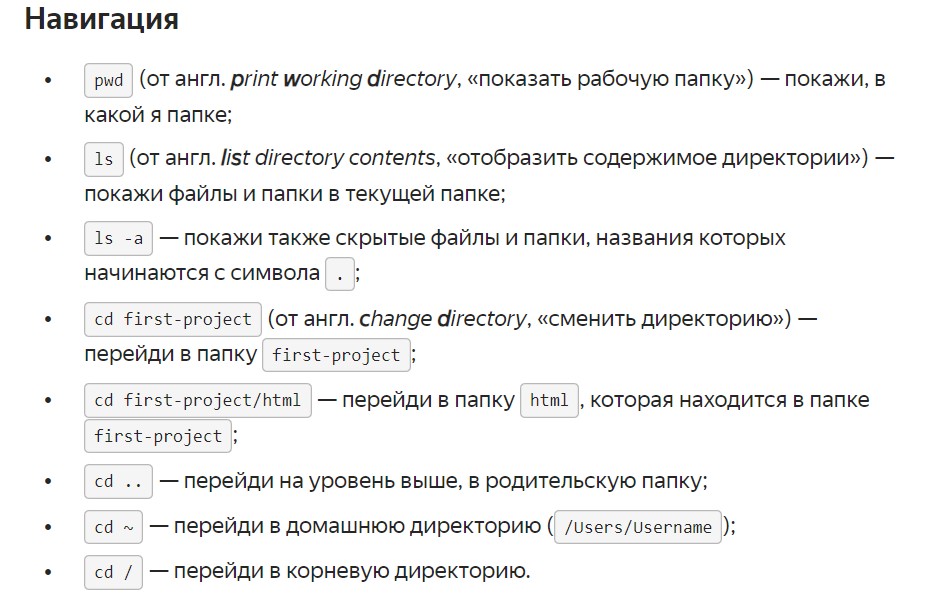 Навигация
• pwd (от англ. print working directory, «показать рабочую папку») — покажи, в
какой я папке;
• ls (от англ. list directory contents, «отобразить содержимое директории») —
покажи файлы и папки в текущей папке;
• ls -a — покажи также скрытые файлы и папки, названия которых
начинаются с символа .;
• cd first-project (от англ. change directory, «сменить директорию») —
перейди в папку first-project;
• cd first-project/html — перейди в папку html, которая находится в папке
first-project;
• cd .. — перейди на уровень выше, в родительскую папку;
• cd ~ — перейди в домашнюю директорию (/Users/Username);
• cd / — перейди в корневую директорию.